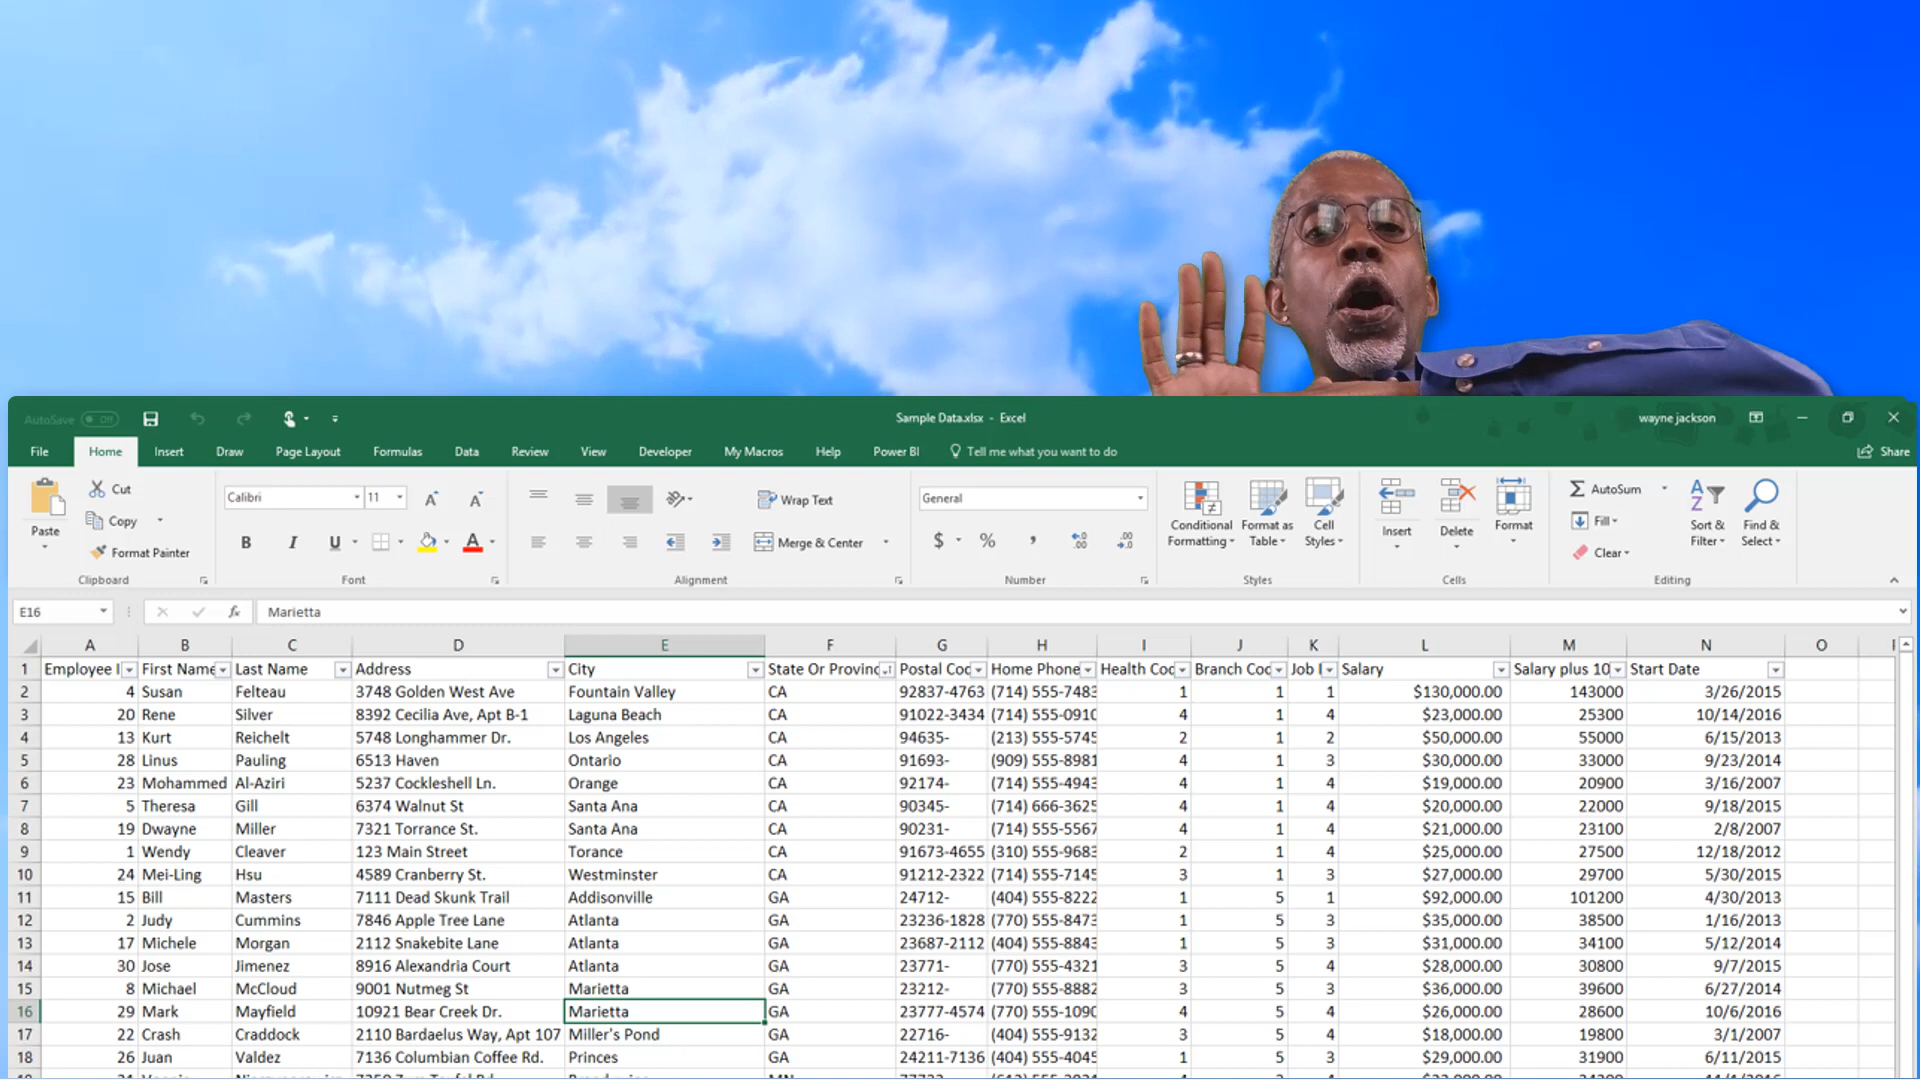 AutoSave Off Sample Data.xlsx - Excel wayne jackson
File Home Insert Draw Page Layout Formulas Data Review View Developer My Macros Help Power BI Tell me what you want to do Share
Paste Cut Copy Format Painter Clipboard
Calibri 11 B I U A Font
Wrap Text Merge & Center Alignment
General $ % , Number
Conditional Formatting Format as Table Cell Styles Styles
Insert Delete Format Cells
AutoSum Fill Clear Sort & Filter Find & Select Editing
E16 fx Marietta
A B C D E F G H I J K L M N O
1 Employee I First Name Last Name Address City State Or Provinc Postal Coc Home Phone Health Coc Branch Coc Job I Salary Salary plus 10 Start Date
2 4 Susan Felteau 3748 Golden West Ave Fountain Valley CA 92837-4763 (714) 555-7483 1 1 1 $130,000.00 143000 3/26/2015
3 20 Rene Silver 8392 Cecilia Ave, Apt B-1 Laguna Beach CA 91022-3434 (714) 555-0910 4 1 4 $23,000.00 25300 10/14/2016
4 13 Kurt Reichelt 5748 Longhammer Dr. Los Angeles CA 94635- (213) 555-5745 2 1 2 $50,000.00 55000 6/15/2013
5 28 Linus Pauling 6513 Haven Ontario CA 91693- (909) 555-8981 4 1 3 $30,000.00 33000 9/23/2014
6 23 Mohammed Al-Aziri 5237 Cockleshell Ln. Orange CA 92174- (714) 555-4943 4 1 4 $19,000.00 20900 3/16/2007
7 5 Theresa Gill 6374 Walnut St Santa Ana CA 90345- (714) 666-3625 4 1 4 $20,000.00 22000 9/18/2015
8 19 Dwayne Miller 7321 Torrance St. Santa Ana CA 90231- (714) 555-5567 4 1 4 $21,000.00 23100 2/8/2007
9 1 Wendy Cleaver 123 Main Street Torance CA 91673-4655 (310) 555-9683 2 1 4 $25,000.00 27500 12/18/2012
10 24 Mei-Ling Hsu 4589 Cranberry St. Westminster CA 91212-2322 (714) 555-7145 3 1 3 $27,000.00 29700 5/30/2015
11 15 Bill Masters 7111 Dead Skunk Trail Addisonville GA 24712- (404) 555-8222 1 5 1 $92,000.00 101200 4/30/2013
12 2 Judy Cummins 7846 Apple Tree Lane Atlanta GA 23236-1828 (770) 555-8473 1 5 3 $35,000.00 38500 1/16/2013
13 17 Michele Morgan 2112 Snakebite Lane Atlanta GA 23687-2112 (404) 555-8843 1 5 3 $31,000.00 34100 5/12/2014
14 30 Jose Jimenez 8916 Alexandria Court Atlanta GA 23771- (770) 555-4321 3 5 4 $28,000.00 30800 9/7/2015
15 8 Michael McCloud 9001 Nutmeg St Marietta GA 23212- (770) 555-8882 3 5 3 $36,000.00 39600 6/27/2014
16 29 Mark Mayfield 10921 Bear Creek Dr. Marietta GA 23777-4574 (770) 555-1090 4 5 4 $26,000.00 28600 10/6/2016
17 22 Crash Craddock 2110 Bardaelus Way, Apt 107 Miller's Pond GA 22716- (404) 555-9132 3 5 4 $18,000.00 19800 3/1/2007
18 26 Juan Valdez 7136 Columbian Coffee Rd. Princes GA 24211-7136 (404) 555-4045 1 5 3 $29,000.00 31900 6/11/2015